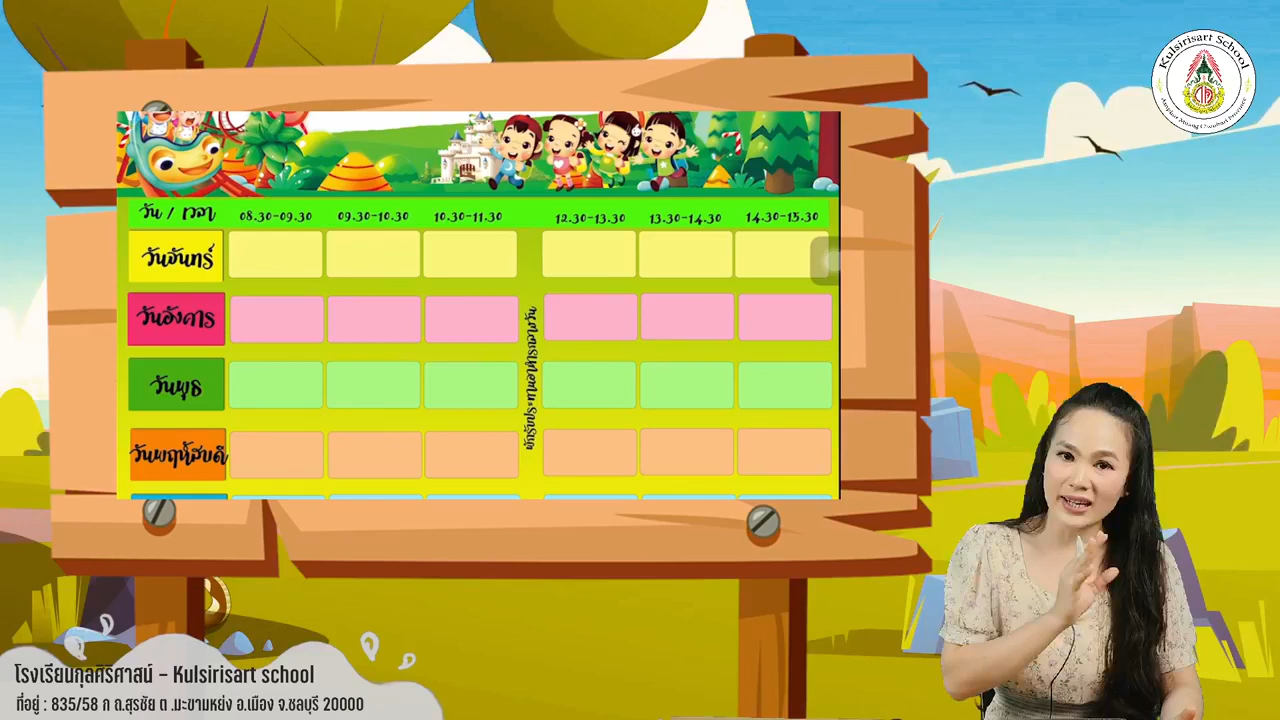 Kulsirisart School
วัน / เวลา 08.30-09.30 09.30-10.30 10.30-11.30 12.30-13.30 13.30-14.30 14.30-15.30
วันจันทร์
วันอังคาร
วันพุธ
วันพฤหัสบดี
พักรับประทานอาหารกลางวัน
โรงเรียนกุลศิริศาสน์ - Kulsirisart school
ที่อยู่ : 835/58 ก ถ.สุรชัย ต .มะขามหย่ง อ.เมือง จ.ชลบุรี 20000